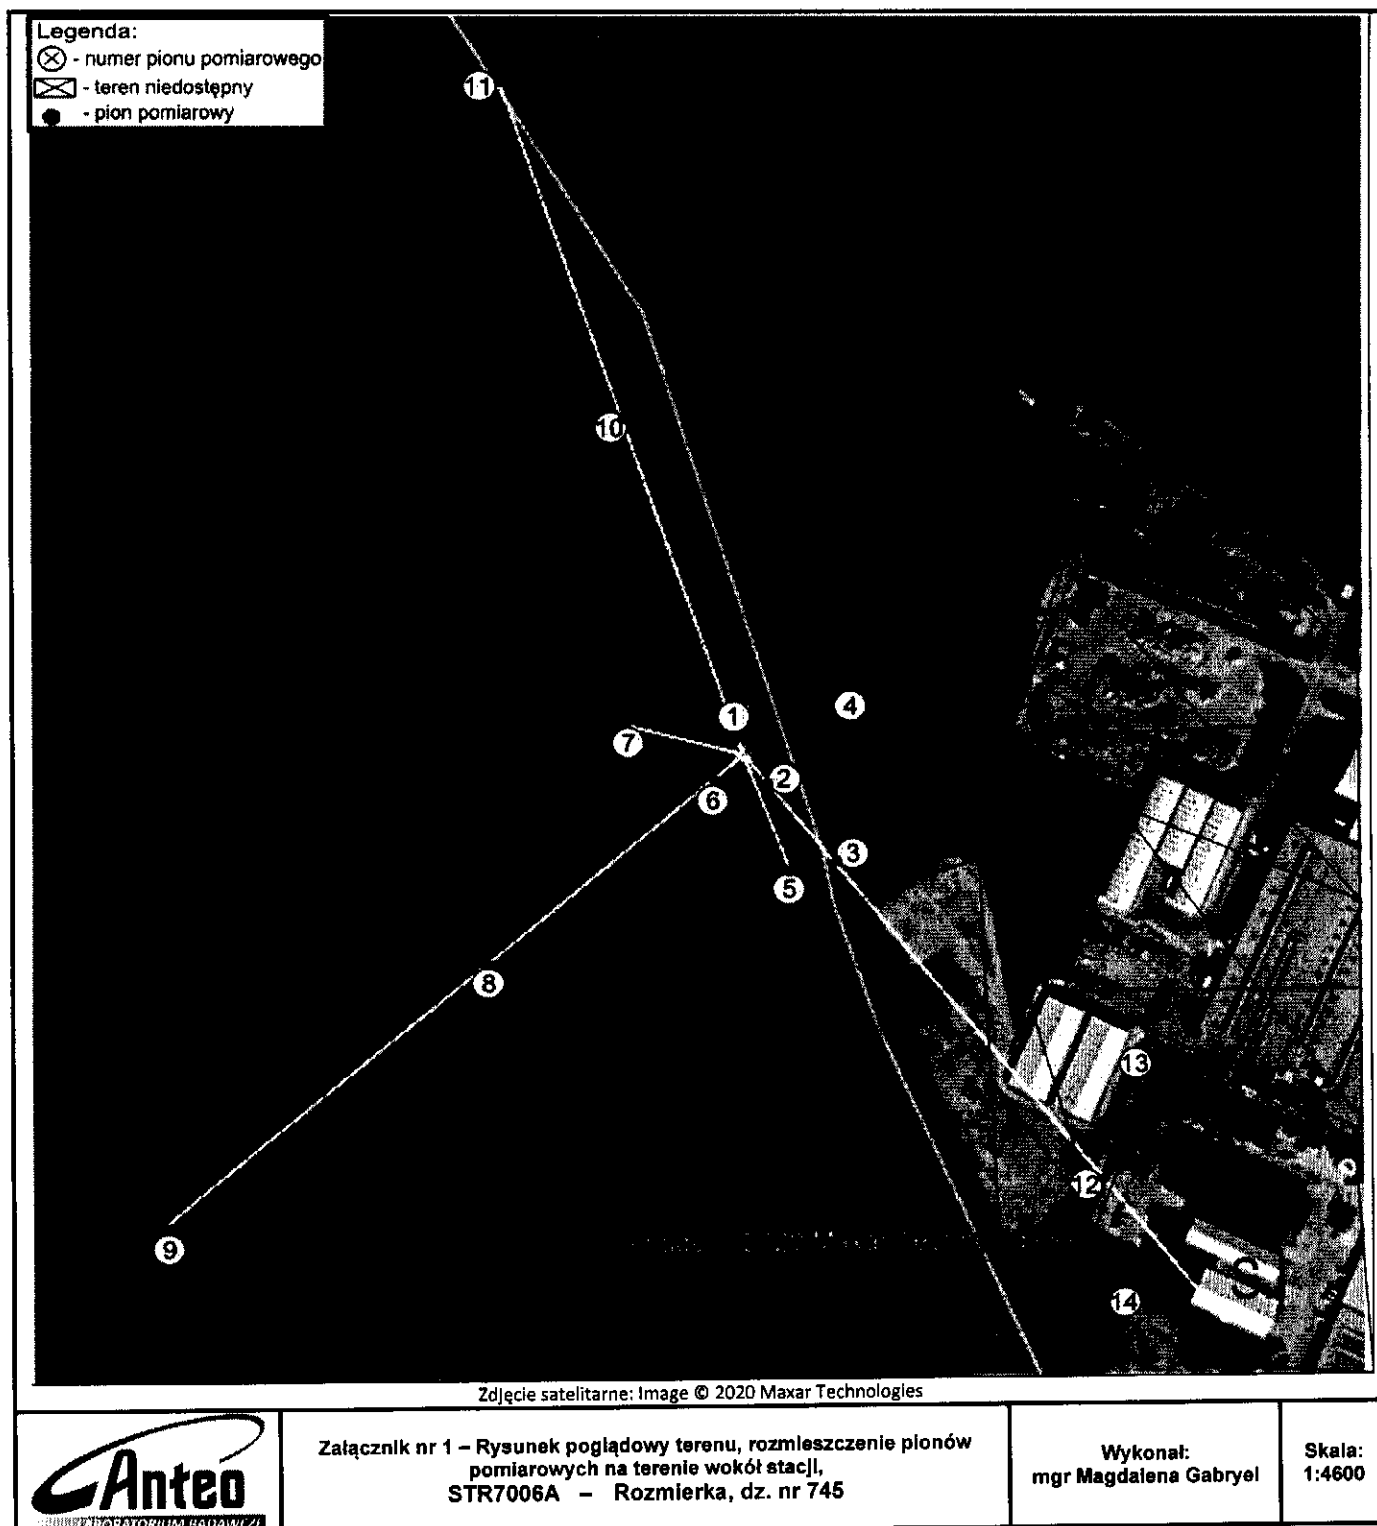 Legenda:
- numer pionu pomiarowego
- teren niedostępny
- pion pomiarowy
11
10
1
4
7
2
6
3
5
8
13
12
9
14
Zdjęcie satelitarne: Image © 2020 Maxar Technologies
Anteo
LABORATORIUM BADAWCZE
Załącznik nr 1 – Rysunek poglądowy terenu, rozmieszczenie pionów
pomiarowych na terenie wokół stacji,
STR7006A – Rozmierka, dz. nr 745
Wykonał:
mgr Magdalena Gabryel
Skala:
1:4600